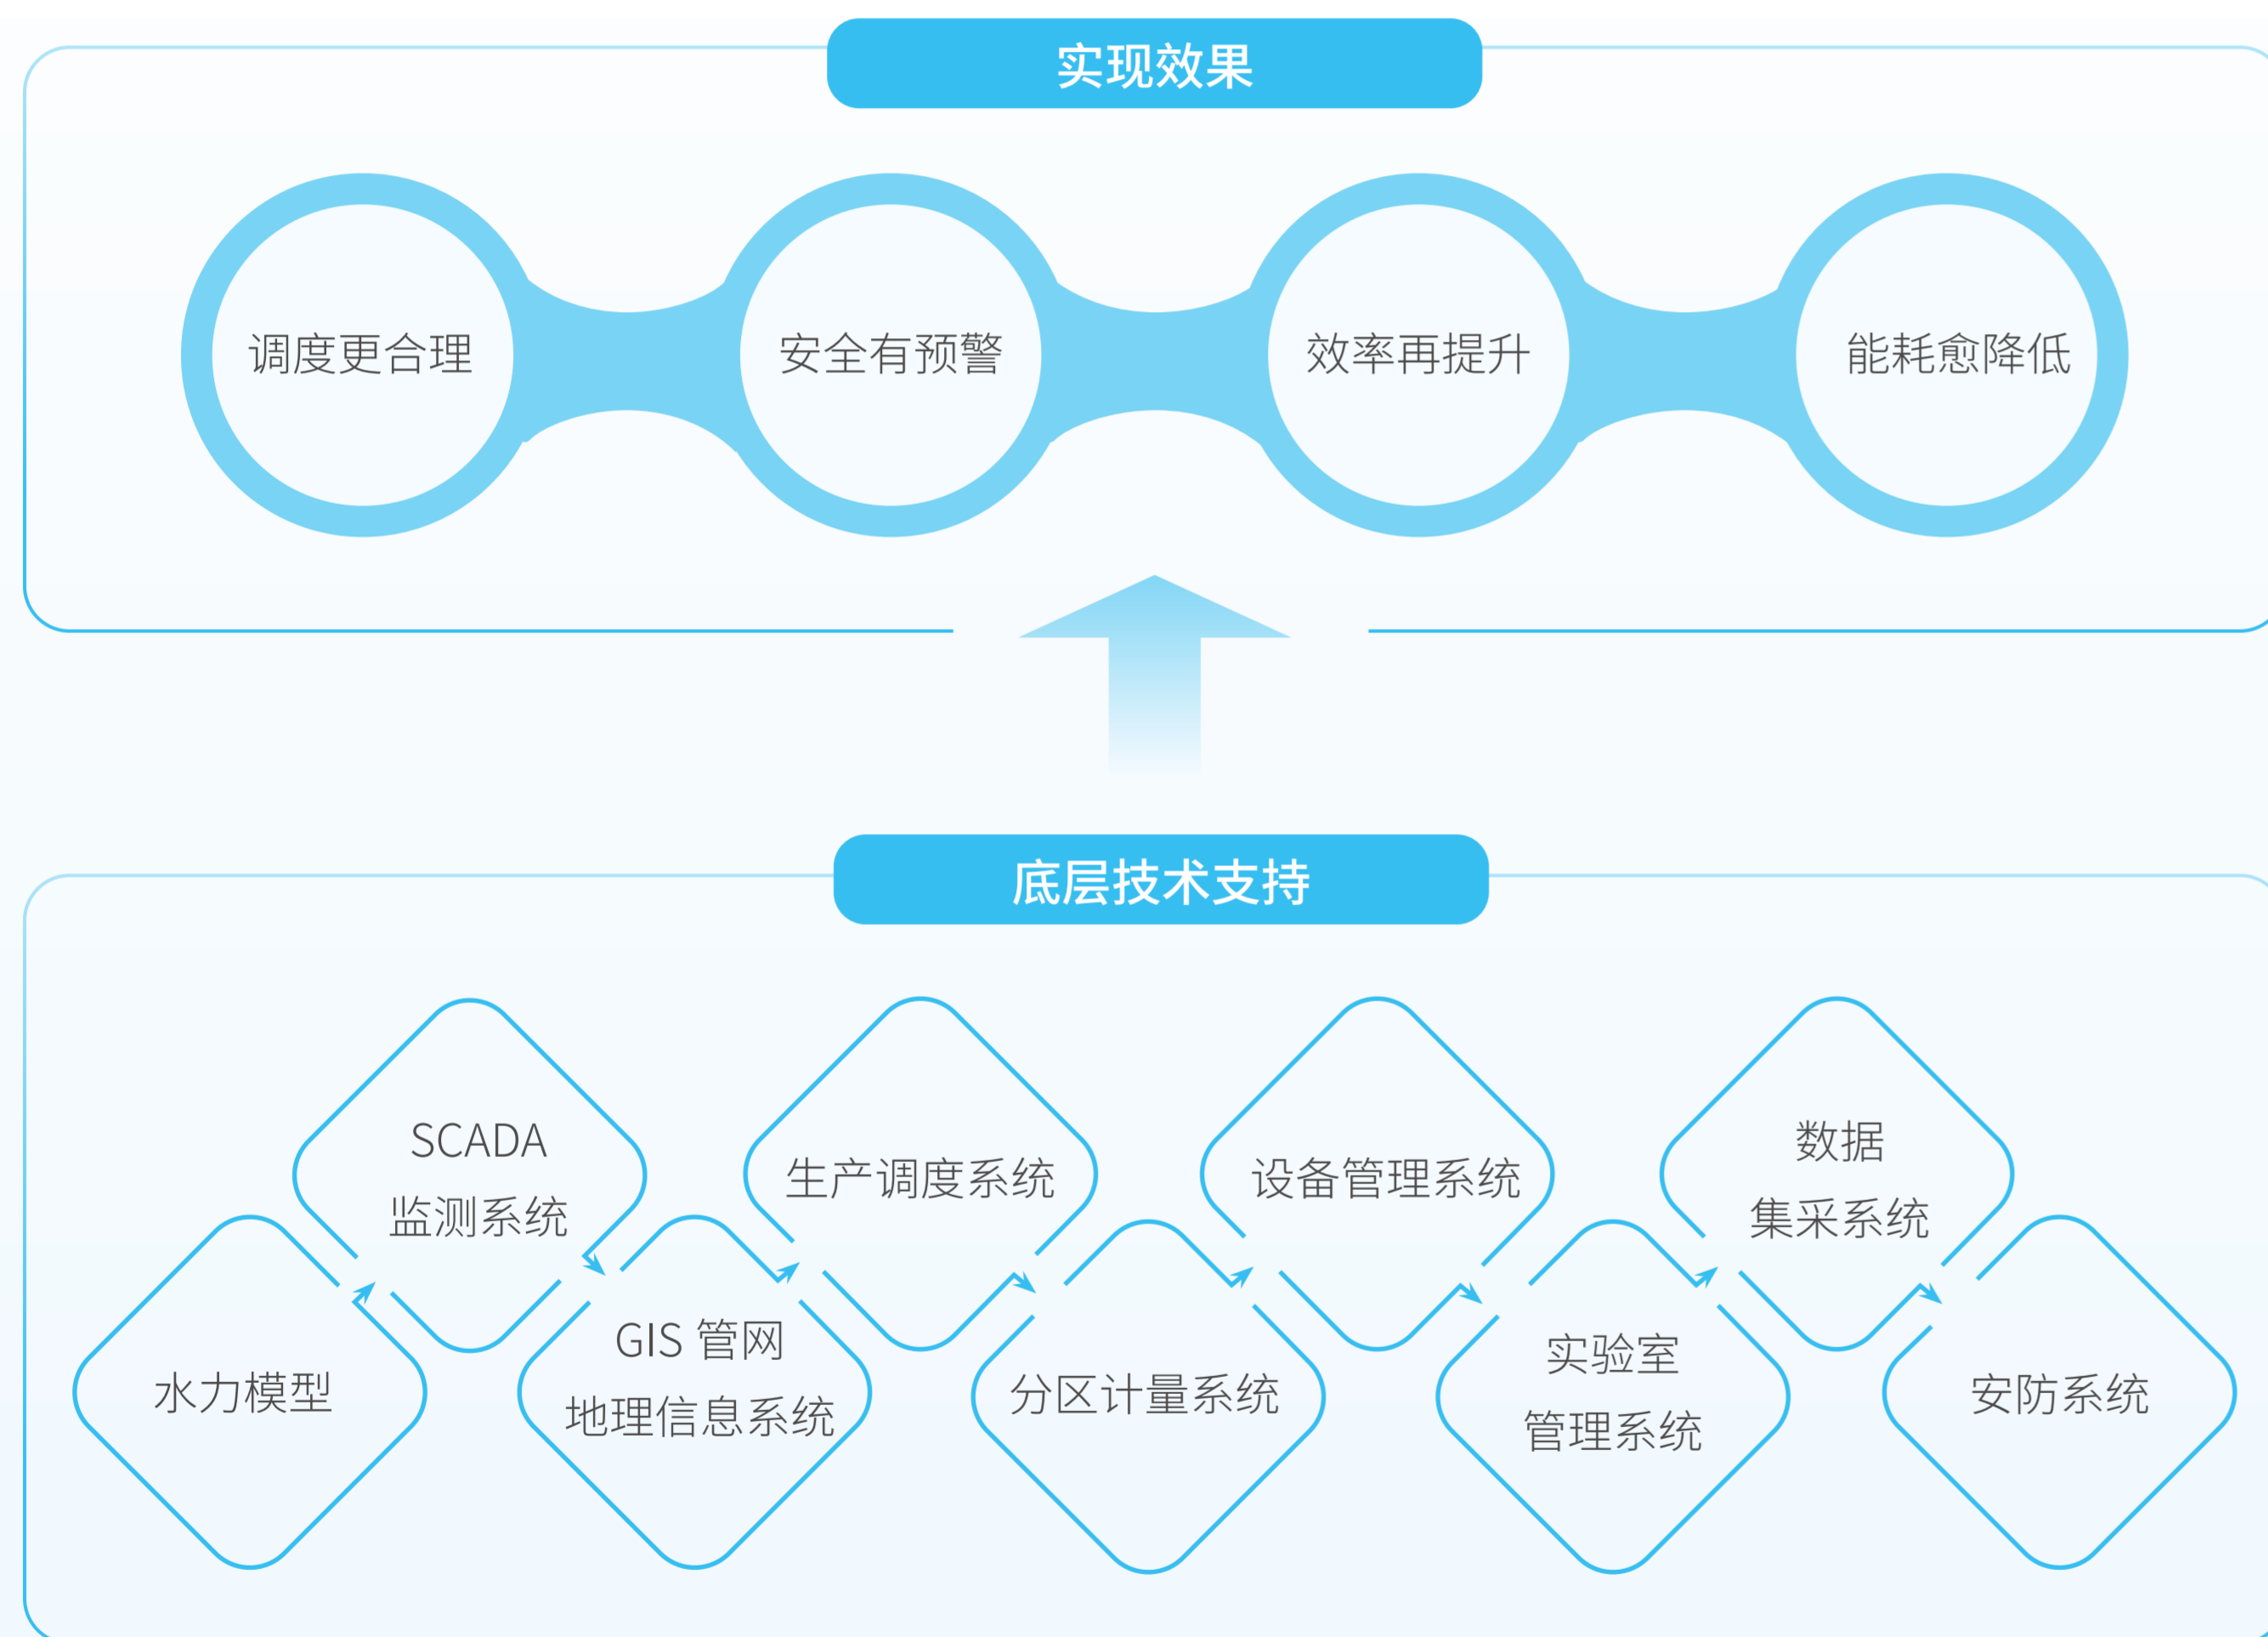 实现效果
调度更合理
安全有预警
效率再提升
能耗愈降低
底层技术支持
SCADA
监测系统
生产调度系统
设备管理系统
数据
集采系统
水力模型
GIS 管网
地理信息系统
分区计量系统
实验室
管理系统
安防系统